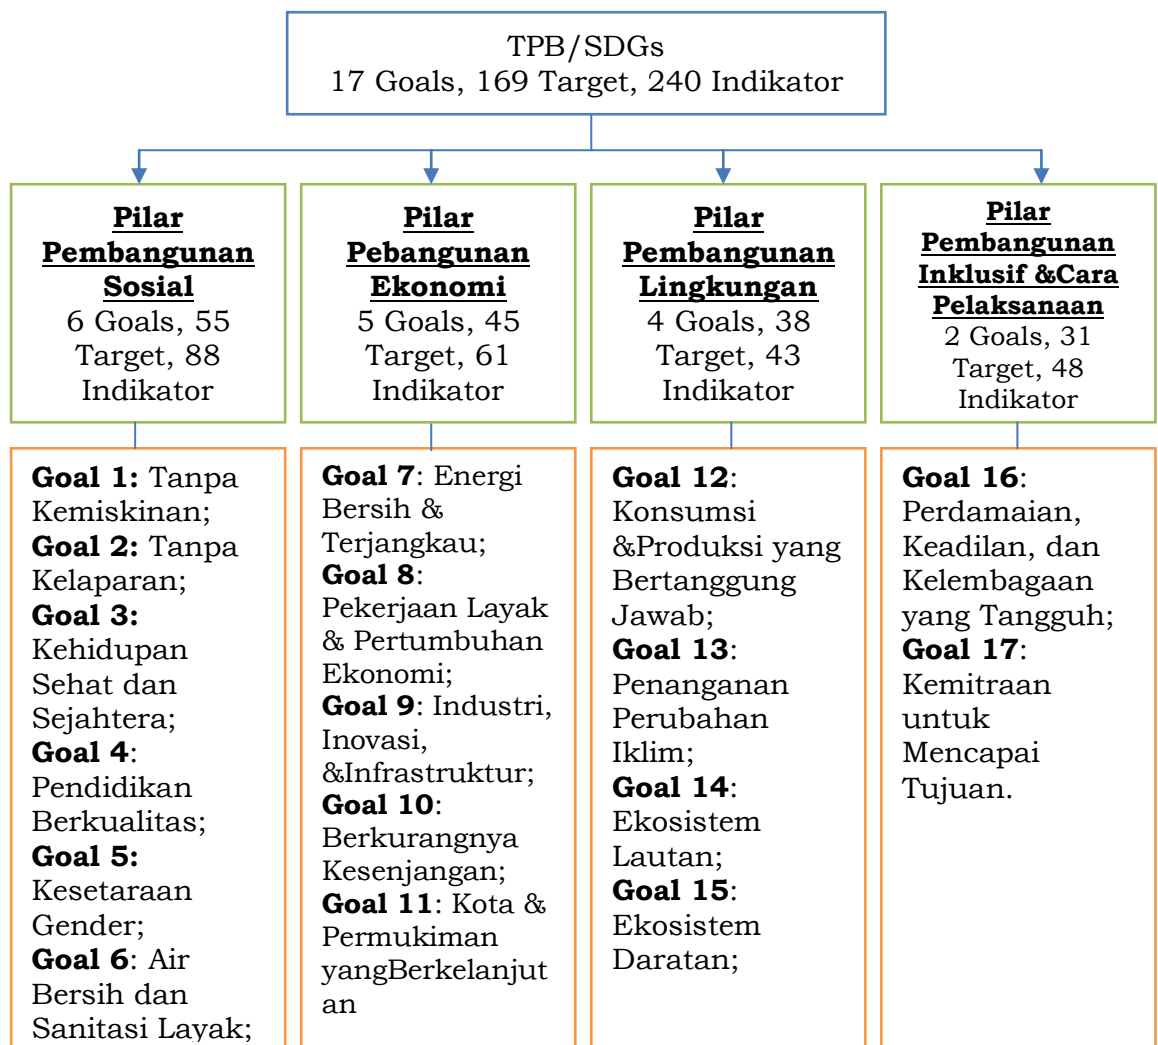 TPB/SDGs
17 Goals, 169 Target, 240 Indikator
Pilar
Pembangunan
Sosial
6 Goals, 55
Target, 88
Indikator
Pilar
Pebangunan
Ekonomi
5 Goals, 45
Target, 61
Indikator
Pilar
Pembangunan
Lingkungan
4 Goals, 38
Target, 43
Indikator
Pilar
Pembangunan
Inklusif &Cara
Pelaksanaan
2 Goals, 31
Target, 48
Indikator
Goal 1: Tanpa
Kemiskinan;
Goal 2: Tanpa
Kelaparan;
Goal 3:
Kehidupan
Sehat dan
Sejahtera;
Goal 4:
Pendidikan
Berkualitas;
Goal 5:
Kesetaraan
Gender;
Goal 6: Air
Bersih dan
Sanitasi Layak;
Goal 7: Energi
Bersih &
Terjangkau;
Goal 8:
Pekerjaan Layak
& Pertumbuhan
Ekonomi;
Goal 9: Industri,
Inovasi,
&Infrastruktur;
Goal 10:
Berkurangnya
Kesenjangan;
Goal 11: Kota &
Permukiman
yangBerkelanjut
an
Goal 12:
Konsumsi
&Produksi yang
Bertanggung
Jawab;
Goal 13:
Penanganan
Perubahan
Iklim;
Goal 14:
Ekosistem
Lautan;
Goal 15:
Ekosistem
Daratan;
Goal 16:
Perdamaian,
Keadilan, dan
Kelembagaan
yang Tangguh;
Goal 17:
Kemitraan
untuk
Mencapai
Tujuan.